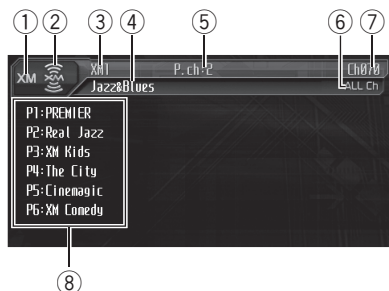 ① ② ③ ④ ⑤ ⑥ ⑦
XM XM XM1 P.ch:2 Ch070
Jazz&Blues ALL Ch
P1:PREMIER
P2:Real Jazz
P3:XM Kids
P4:The City
P5:Cinemagic
P6:XM Comedy
⑧